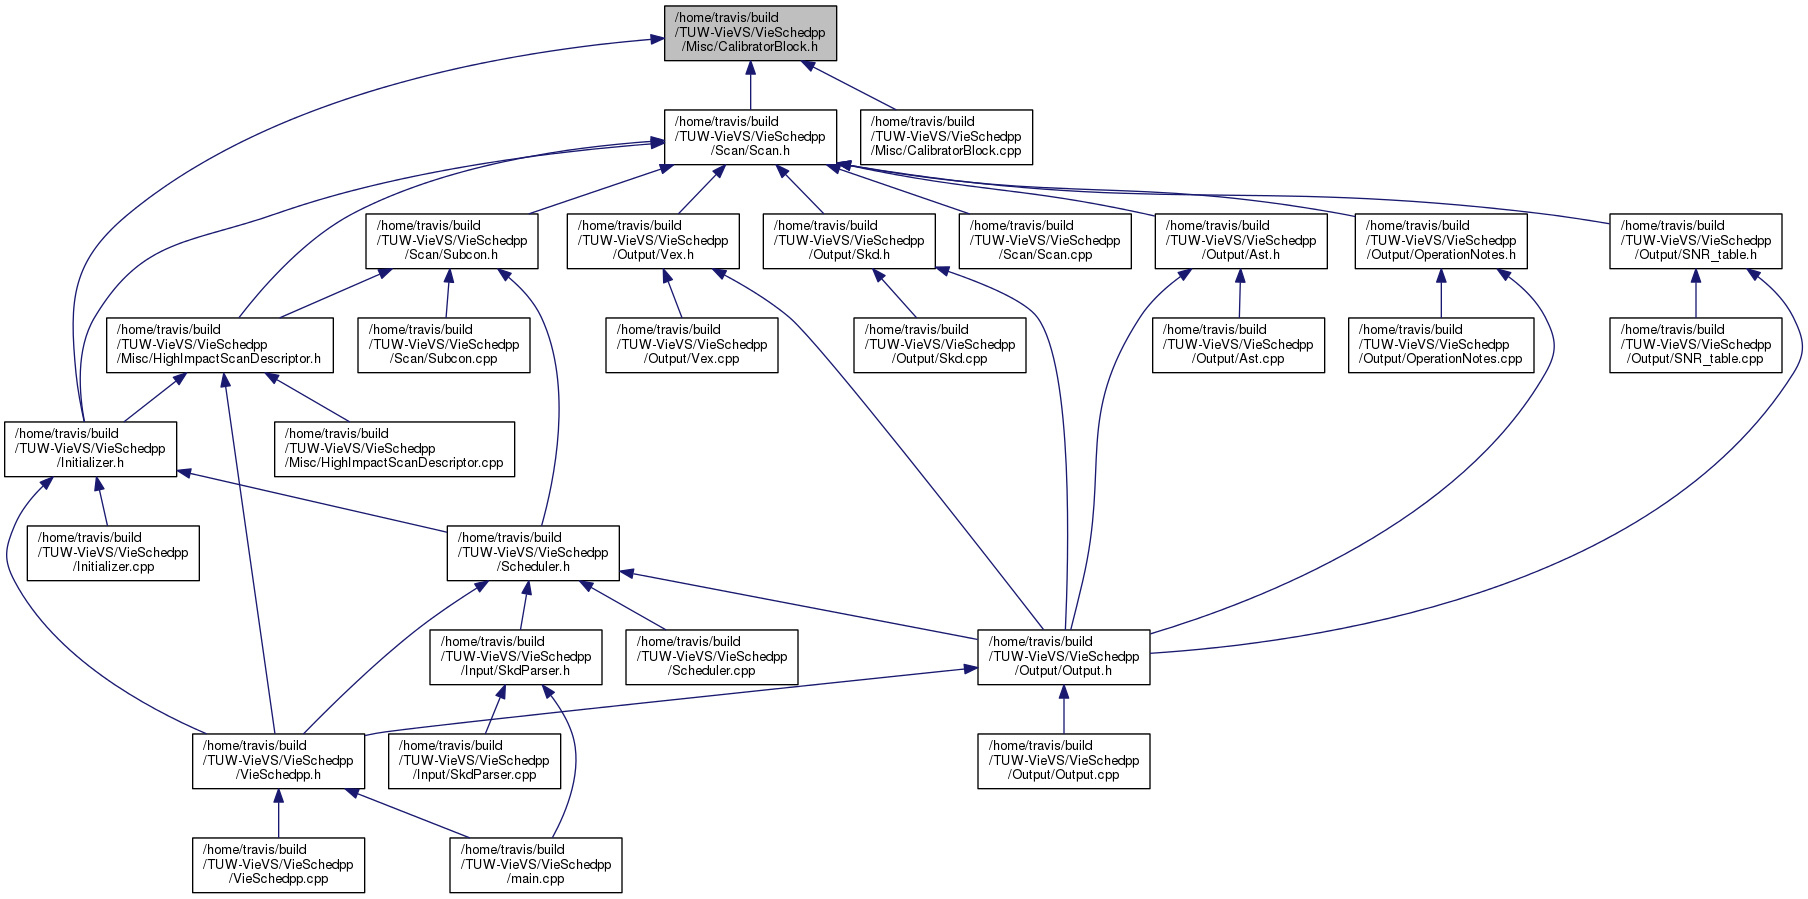 /home/travis/build
/TUW-VieVS/VieSchedpp
/Misc/CalibratorBlock.h
/home/travis/build
/TUW-VieVS/VieSchedpp
/Scan/Scan.h
/home/travis/build
/TUW-VieVS/VieSchedpp
/Misc/CalibratorBlock.cpp
/home/travis/build
/TUW-VieVS/VieSchedpp
/Scan/Subcon.h
/home/travis/build
/TUW-VieVS/VieSchedpp
/Output/Vex.h
/home/travis/build
/TUW-VieVS/VieSchedpp
/Output/Skd.h
/home/travis/build
/TUW-VieVS/VieSchedpp
/Scan/Scan.cpp
/home/travis/build
/TUW-VieVS/VieSchedpp
/Output/Ast.h
/home/travis/build
/TUW-VieVS/VieSchedpp
/Output/OperationNotes.h
/home/travis/build
/TUW-VieVS/VieSchedpp
/Output/SNR_table.h
/home/travis/build
/TUW-VieVS/VieSchedpp
/Misc/HighImpactScanDescriptor.h
/home/travis/build
/TUW-VieVS/VieSchedpp
/Scan/Subcon.cpp
/home/travis/build
/TUW-VieVS/VieSchedpp
/Output/Vex.cpp
/home/travis/build
/TUW-VieVS/VieSchedpp
/Output/Skd.cpp
/home/travis/build
/TUW-VieVS/VieSchedpp
/Output/Ast.cpp
/home/travis/build
/TUW-VieVS/VieSchedpp
/Output/OperationNotes.cpp
/home/travis/build
/TUW-VieVS/VieSchedpp
/Output/SNR_table.cpp
/home/travis/build
/TUW-VieVS/VieSchedpp
/Initializer.h
/home/travis/build
/TUW-VieVS/VieSchedpp
/Misc/HighImpactScanDescriptor.cpp
/home/travis/build
/TUW-VieVS/VieSchedpp
/Initializer.cpp
/home/travis/build
/TUW-VieVS/VieSchedpp
/Scheduler.h
/home/travis/build
/TUW-VieVS/VieSchedpp
/Input/SkdParser.h
/home/travis/build
/TUW-VieVS/VieSchedpp
/Scheduler.cpp
/home/travis/build
/TUW-VieVS/VieSchedpp
/Output/Output.h
/home/travis/build
/TUW-VieVS/VieSchedpp
/VieSchedpp.h
/home/travis/build
/TUW-VieVS/VieSchedpp
/Input/SkdParser.cpp
/home/travis/build
/TUW-VieVS/VieSchedpp
/Output/Output.cpp
/home/travis/build
/TUW-VieVS/VieSchedpp
/VieSchedpp.cpp
/home/travis/build
/TUW-VieVS/VieSchedpp
/main.cpp